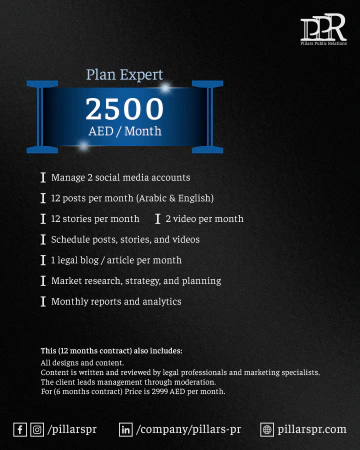 PPR
Pillars Public Relations
Plan Expert
2500
AED / Month
Manage 2 social media accounts
12 posts per month (Arabic & English)
12 stories per month 2 video per month
Schedule posts, stories, and videos
1 legal blog / article per month
Market research, strategy, and planning
Monthly reports and analytics
This (12 months contract) also includes:
All designs and content.
Content is written and reviewed by legal professionals and marketing specialists.
The client leads management through moderation.
For (6 months contract) Price is 2999 AED per month.
/pillarspr /company/pillars-pr pillarspr.com